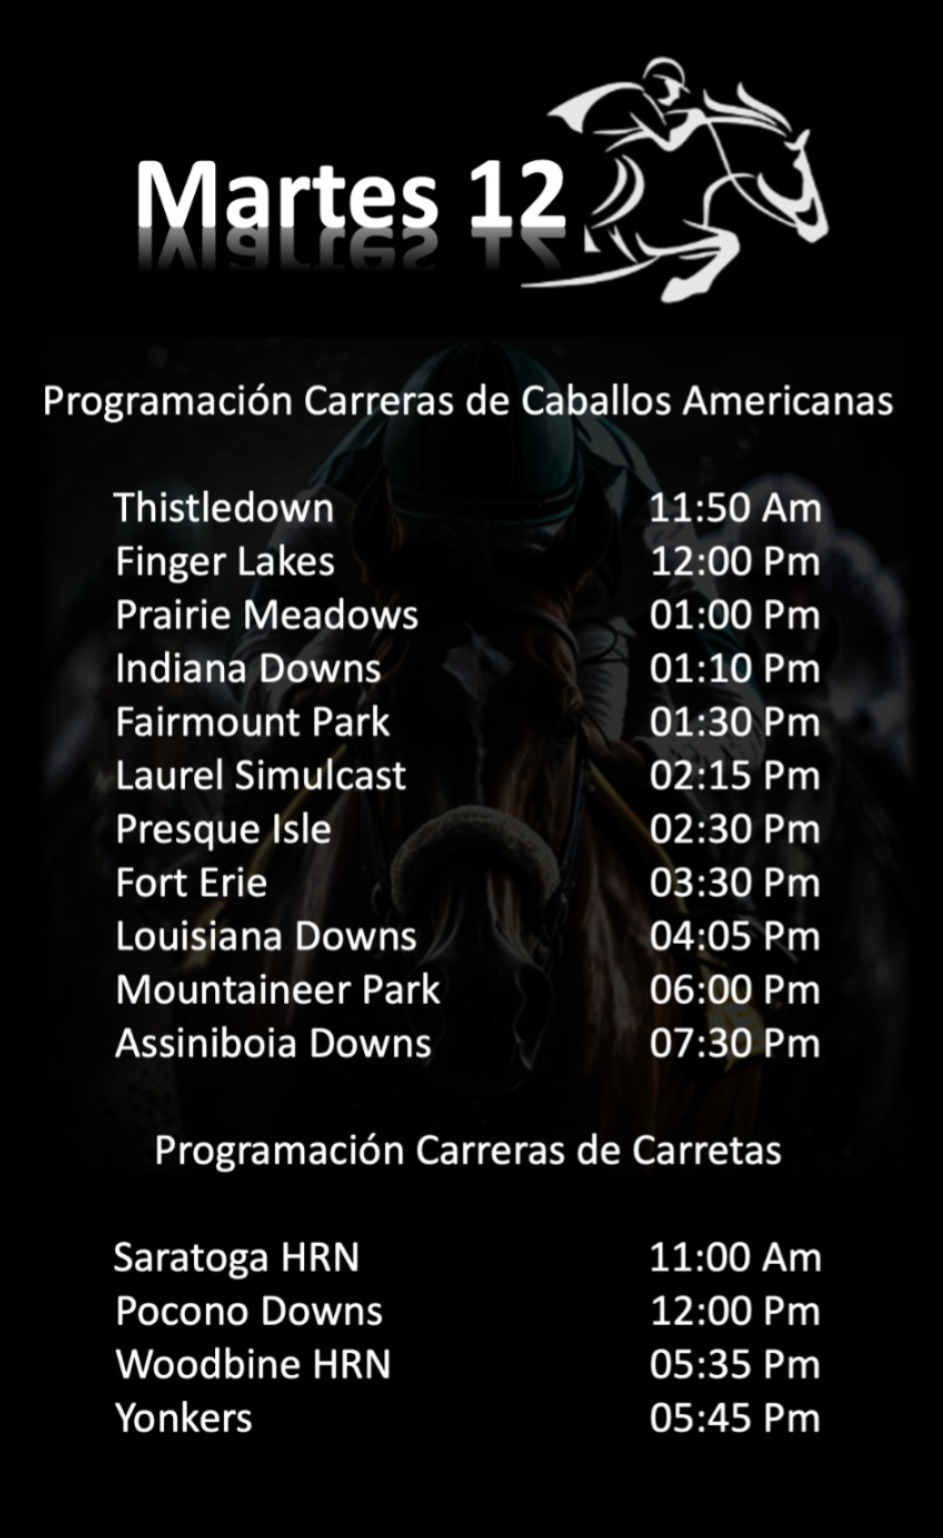 Martes 12
Programación Carreras de Caballos Americanas
Thistledown 11:50 Am
Finger Lakes 12:00 Pm
Prairie Meadows 01:00 Pm
Indiana Downs 01:10 Pm
Fairmount Park 01:30 Pm
Laurel Simulcast 02:15 Pm
Presque Isle 02:30 Pm
Fort Erie 03:30 Pm
Louisiana Downs 04:05 Pm
Mountaineer Park 06:00 Pm
Assiniboia Downs 07:30 Pm
Programación Carreras de Carretas
Saratoga HRN 11:00 Am
Pocono Downs 12:00 Pm
Woodbine HRN 05:35 Pm
Yonkers 05:45 Pm